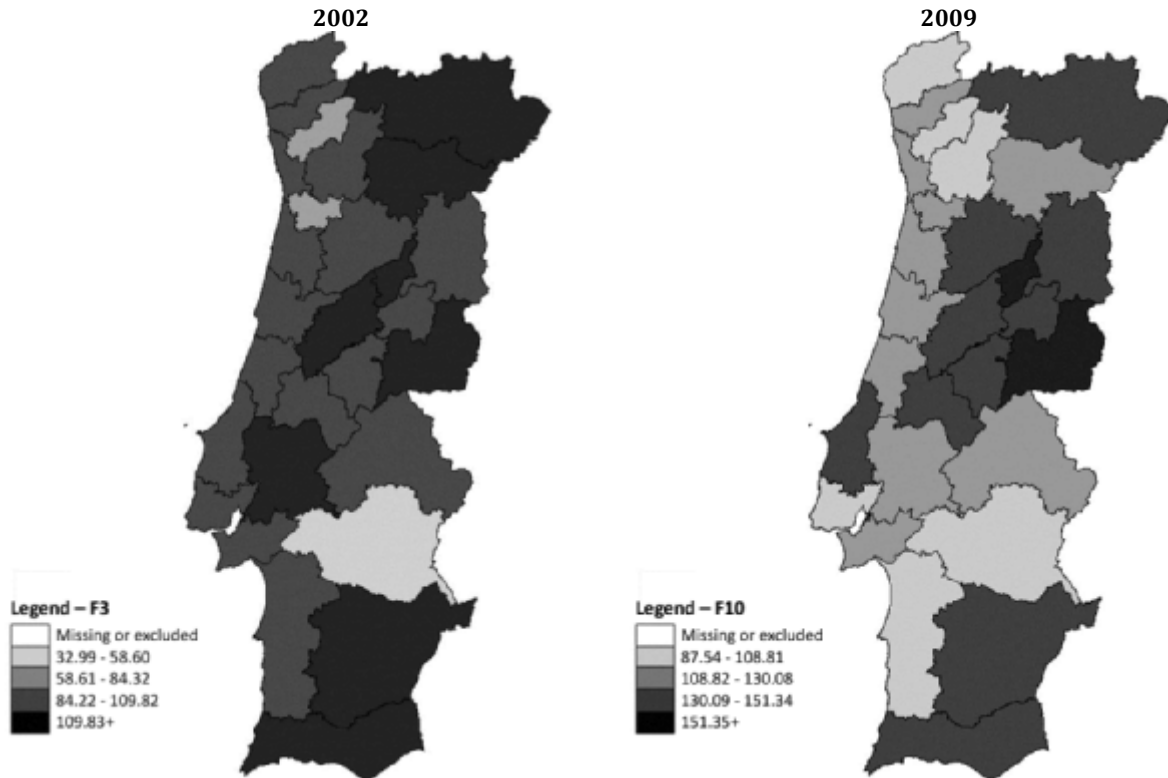 2002
2009
Legend – F3
Missing or excluded
32.99 - 58.60
58.61 - 84.32
84.22 - 109.82
109.83+
Legend – F10
Missing or excluded
87.54 - 108.81
108.82 - 130.08
130.09 - 151.34
151.35+